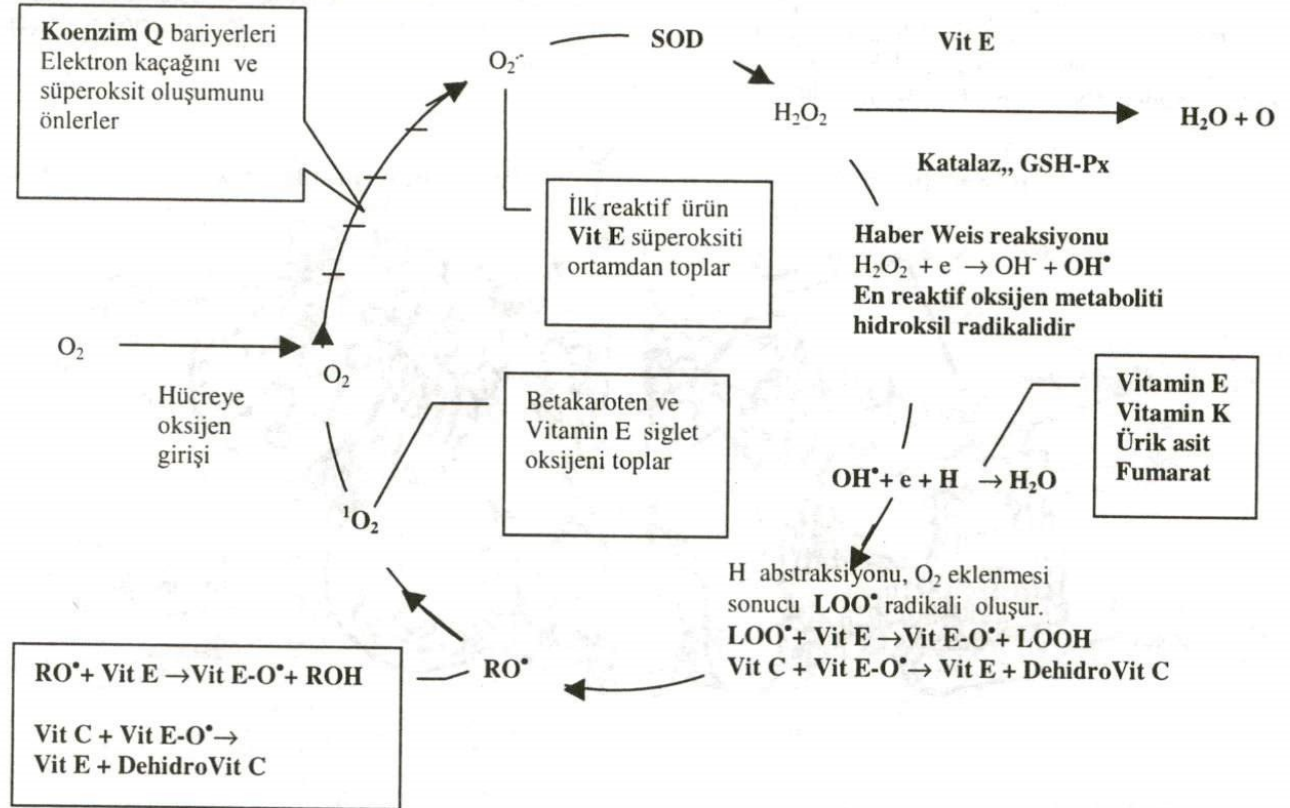 Koenzim Q bariyerleri
Elektron kaçağını ve
süperoksit oluşumunu
önlerler
O₂·⁻
SOD
Vit E
H₂O₂
H₂O + O
Katalaz,, GSH-Px
İlk reaktif ürün
Vit E süperoksiti
ortamdan toplar
Haber Weis reaksiyonu
H₂O₂ + e → OH⁻ + OH•
En reaktif oksijen metaboliti
hidroksil radikalidir
O₂
O₂
Hücreye
oksijen
girişi
Betakaroten ve
Vitamin E siglet
oksijeni toplar
Vitamin E
Vitamin K
Ürik asit
Fumarat
OH•+ e + H → H₂O
¹O₂
H abstraksiyonu, O₂ eklenmesi
sonucu LOO• radikali oluşur.
LOO•+ Vit E →Vit E-O•+ LOOH
Vit C + Vit E-O•→ Vit E + DehidroVit C
RO•
RO•+ Vit E →Vit E-O•+ ROH
Vit C + Vit E-O•→
Vit E + DehidroVit C